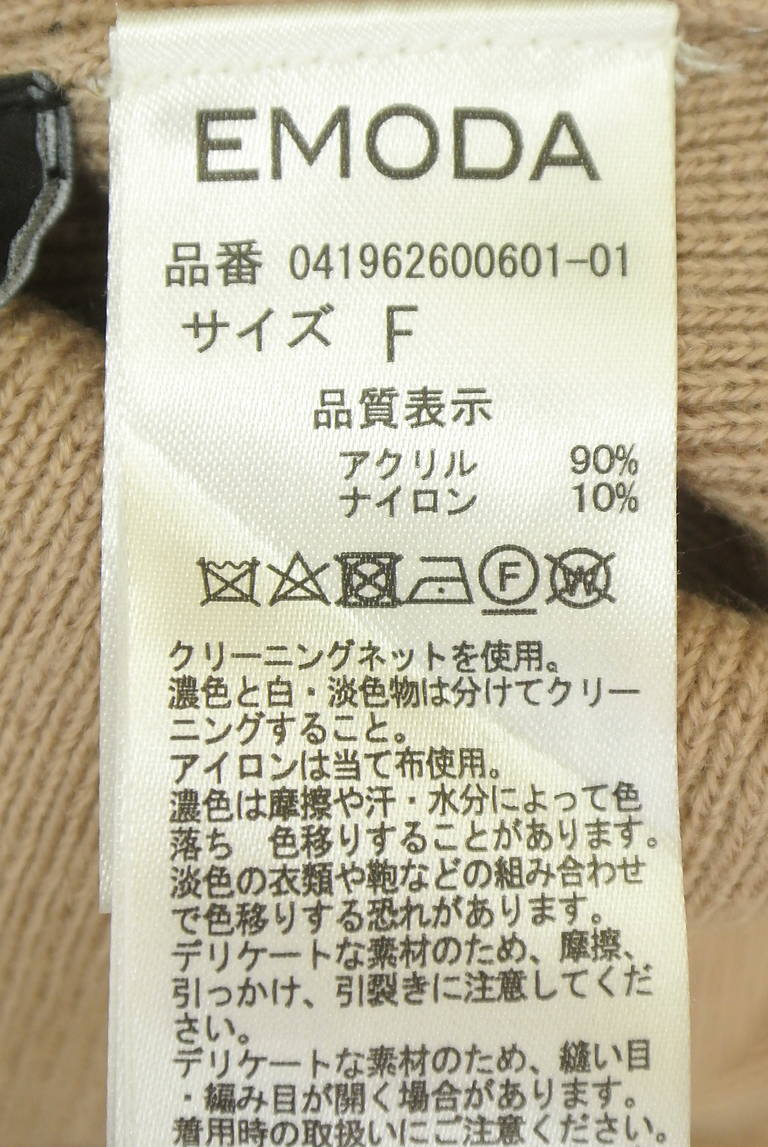 EMODA
品番 041962600601-01
サイズ F
品質表示
アクリル 90%
ナイロン 10%
F W
クリーニングネットを使用。
濃色と白・淡色物は分けてクリー
ニングすること。
アイロンは当て布使用。
濃色は摩擦や汗・水分によって色
落ち　色移りすることがあります。
淡色の衣類や鞄などの組み合わせ
で色移りする恐れがあります。
デリケートな素材のため、摩擦、
引っかけ、引裂きに注意してくだ
さい。
デリケートな素材のため、縫い目
・編み目が開く場合があります。
着用時の取扱いにご注意ください。